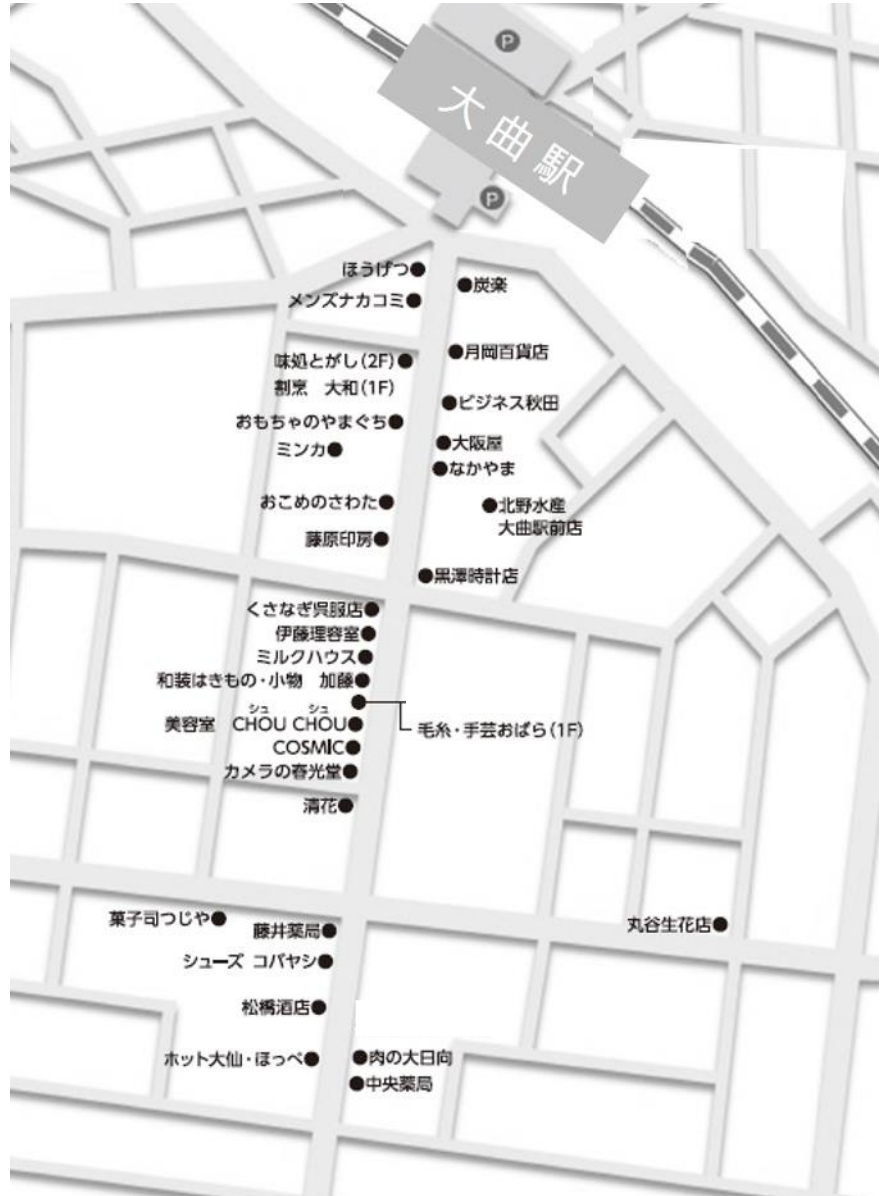 P
大曲駅
P
ほうげつ
炭楽
メンズナカコミ
月岡百貨店
味処とがし(2F)
割烹 大和(1F)
ビジネス秋田
おもちゃのやまぐち
大阪屋
ミンカ
なかやま
おこめのさわた
北野水産
大曲駅前店
藤原印房
黒澤時計店
くさなぎ呉服店
伊藤理容室
ミルクハウス
和装はきもの・小物 加藤
シュ シュ
美容室 CHOU CHOU
毛糸・手芸おばら(1F)
COSMIC
カメラの春光堂
清花
菓子司つじや
藤井薬局
丸谷生花店
シューズ コバヤシ
松橋酒店
ホット大仙・ほっぺ
肉の大日向
中央薬局